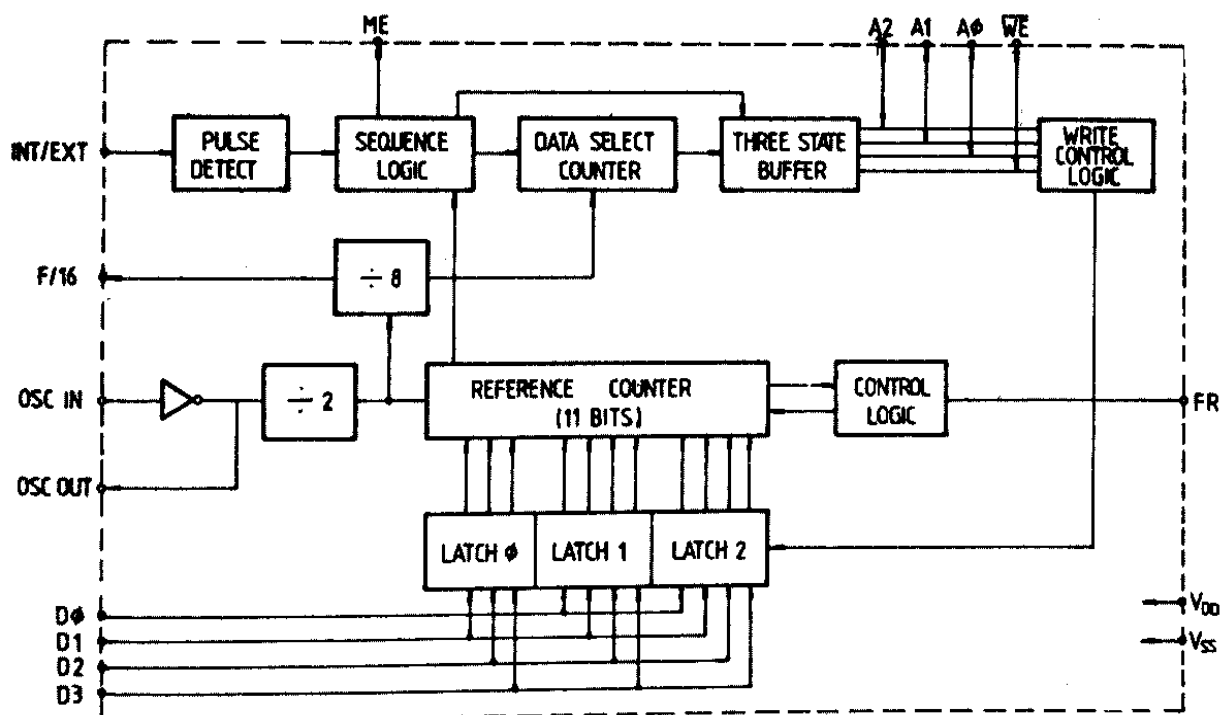 ME
A2 A1 AΦ W̅E̅
INT/EXT
PULSE
DETECT
SEQUENCE
LOGIC
DATA SELECT
COUNTER
THREE STATE
BUFFER
WRITE
CONTROL
LOGIC
F/16
÷ 8
OSC IN
÷ 2
REFERENCE COUNTER
(11 BITS)
CONTROL
LOGIC
FR
OSC OUT
LATCH Φ
LATCH 1
LATCH 2
DΦ
D1
D2
D3
VDD
VSS